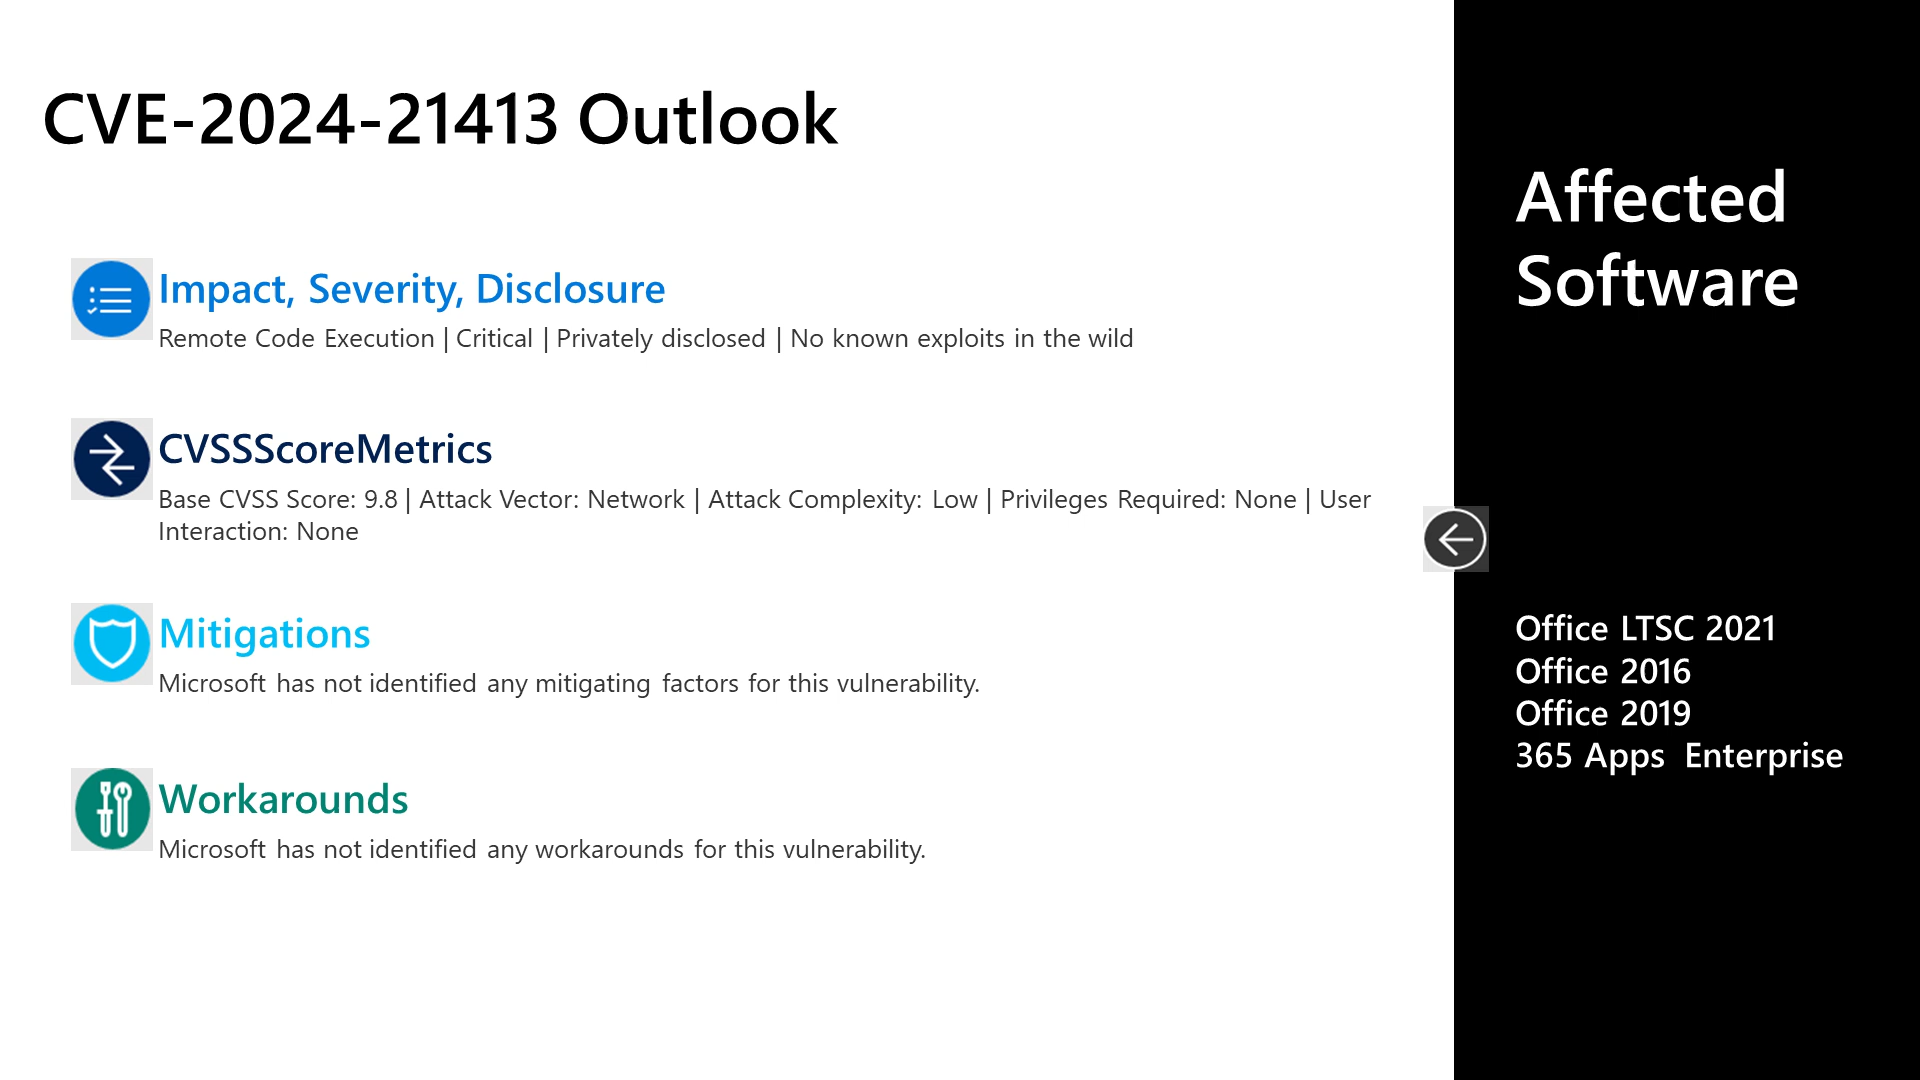 CVE-2024-21413 Outlook
Impact, Severity, Disclosure
Remote Code Execution | Critical | Privately disclosed | No known exploits in the wild
CVSSScoreMetrics
Base CVSS Score: 9.8 | Attack Vector: Network | Attack Complexity: Low | Privileges Required: None | User
Interaction: None
Mitigations
Microsoft has not identified any mitigating factors for this vulnerability.
Workarounds
Microsoft has not identified any workarounds for this vulnerability.
Affected
Software
Office LTSC 2021
Office 2016
Office 2019
365 Apps Enterprise